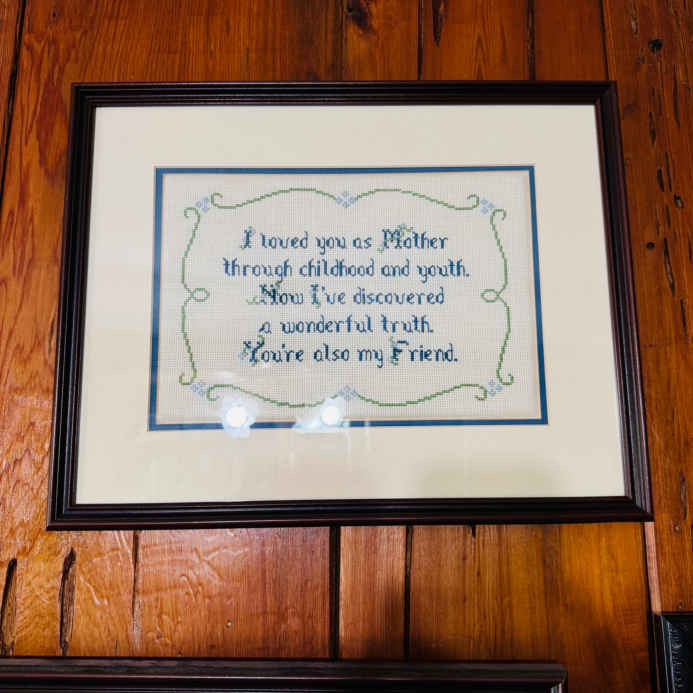 I loved you as Mother
through childhood and youth.
Now I've discovered
a wonderful truth.
You're also my Friend.